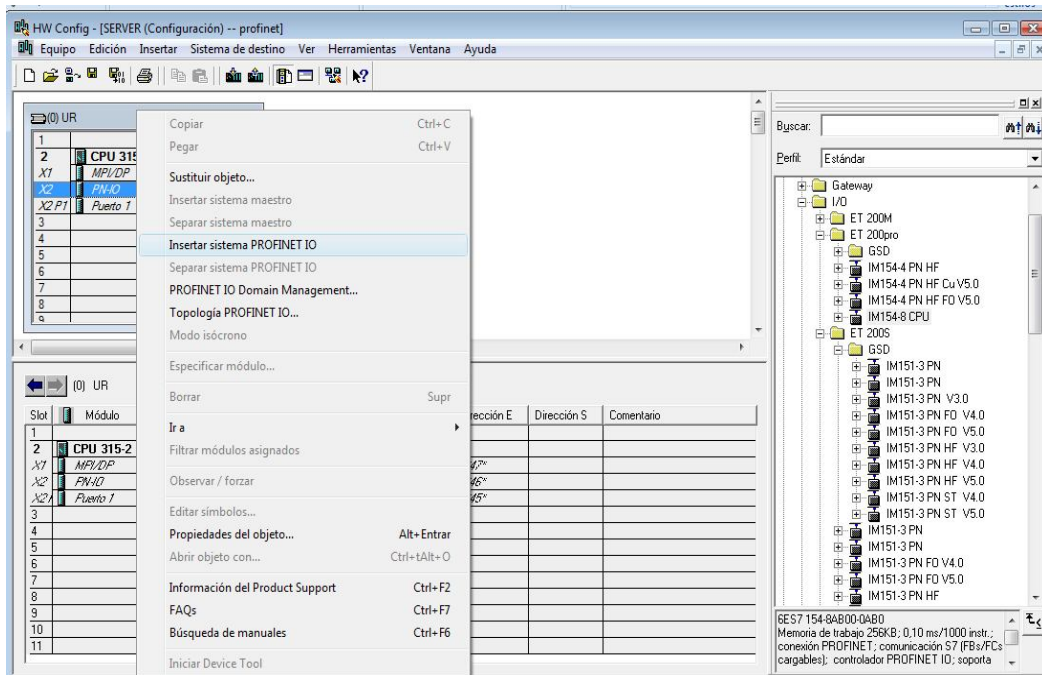 HW Config - [SERVER (Configuración) -- profinet]
Equipo Edición Insertar Sistema de destino Ver Herramientas Ventana Ayuda
(0) UR
1
2 CPU 315
X1 MPI/DP
X2 PN-IO
X2 P1 Puerto 1
3
4
5
6
7
8
9
Copiar Ctrl+C
Pegar Ctrl+V
Sustituir objeto...
Insertar sistema maestro
Separar sistema maestro
Insertar sistema PROFINET IO
Separar sistema PROFINET IO
PROFINET IO Domain Management...
Topología PROFINET IO...
Modo isócrono
Especificar módulo...
Borrar Supr
Ir a
Filtrar módulos asignados
Observar / forzar
Editar símbolos...
Propiedades del objeto... Alt+Entrar
Abrir objeto con... Ctrl+tAlt+O
Información del Product Support Ctrl+F2
FAQs Ctrl+F7
Búsqueda de manuales Ctrl+F6
Iniciar Device Tool
(0) UR
Slot Módulo rección E Dirección S Comentario
1
2 CPU 315-2
X1 MPI/DP 47*
X2 PN-IO 46*
X2 Puerto 1 45*
3
4
5
6
7
8
9
10
11
Buscar:
Perfil: Estándar
Gateway
I/O
ET 200M
ET 200pro
GSD
IM154-4 PN HF
IM154-4 PN HF Cu V5.0
IM154-4 PN HF FO V5.0
IM154-8 CPU
ET 200S
GSD
IM151-3 PN
IM151-3 PN
IM151-3 PN V3.0
IM151-3 PN FO V4.0
IM151-3 PN FO V5.0
IM151-3 PN HF V3.0
IM151-3 PN HF V4.0
IM151-3 PN HF V5.0
IM151-3 PN ST V4.0
IM151-3 PN ST V5.0
IM151-3 PN
IM151-3 PN
IM151-3 PN FO V4.0
IM151-3 PN FO V5.0
IM151-3 PN HF
6ES7 154-8AB00-0AB0
Memoria de trabajo 256KB; 0,10 ms/1000 instr.;
conexión PROFINET; comunicación S7 (FBs/FCs
cargables); controlador PROFINET IO; soporta